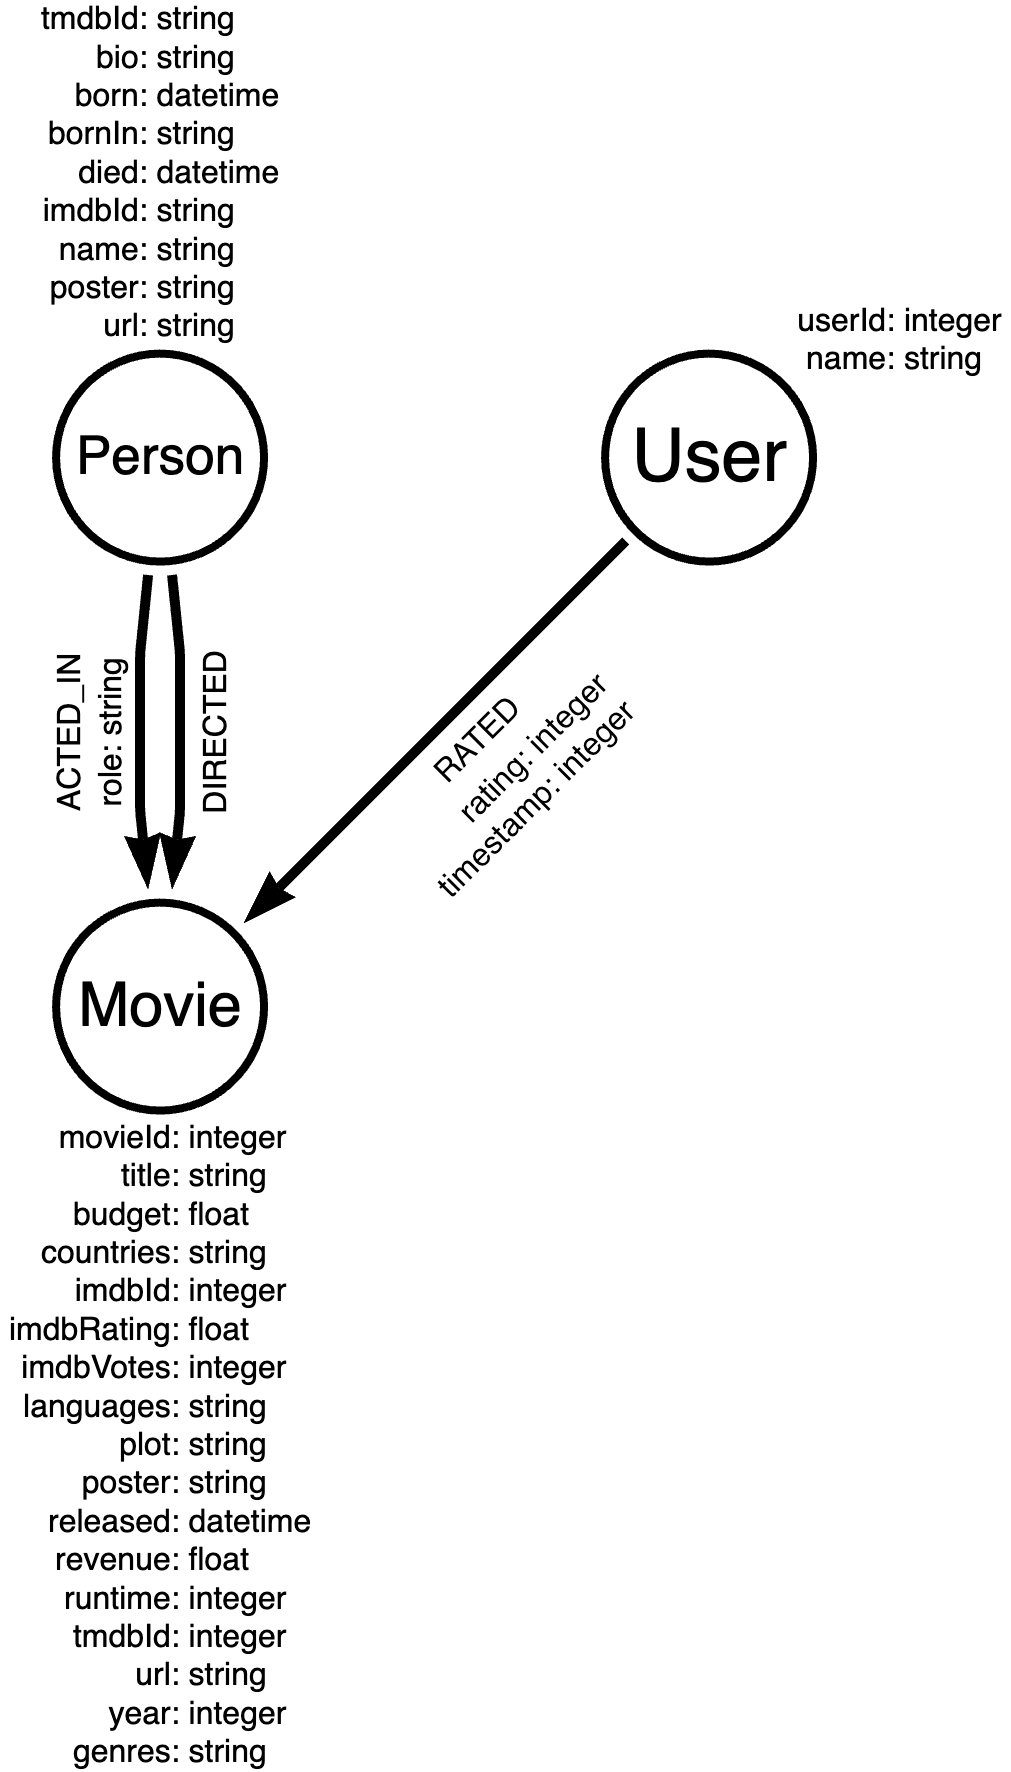 tmdbId: string
bio: string
born: datetime
bornIn: string
died: datetime
imdbId: string
name: string
poster: string
url: string
Person
userId: integer
name: string
User
ACTED_IN
role: string
DIRECTED
RATED
rating: integer
timestamp: integer
Movie
movieId: integer
title: string
budget: float
countries: string
imdbId: integer
imdbRating: float
imdbVotes: integer
languages: string
plot: string
poster: string
released: datetime
revenue: float
runtime: integer
tmdbId: integer
url: string
year: integer
genres: string